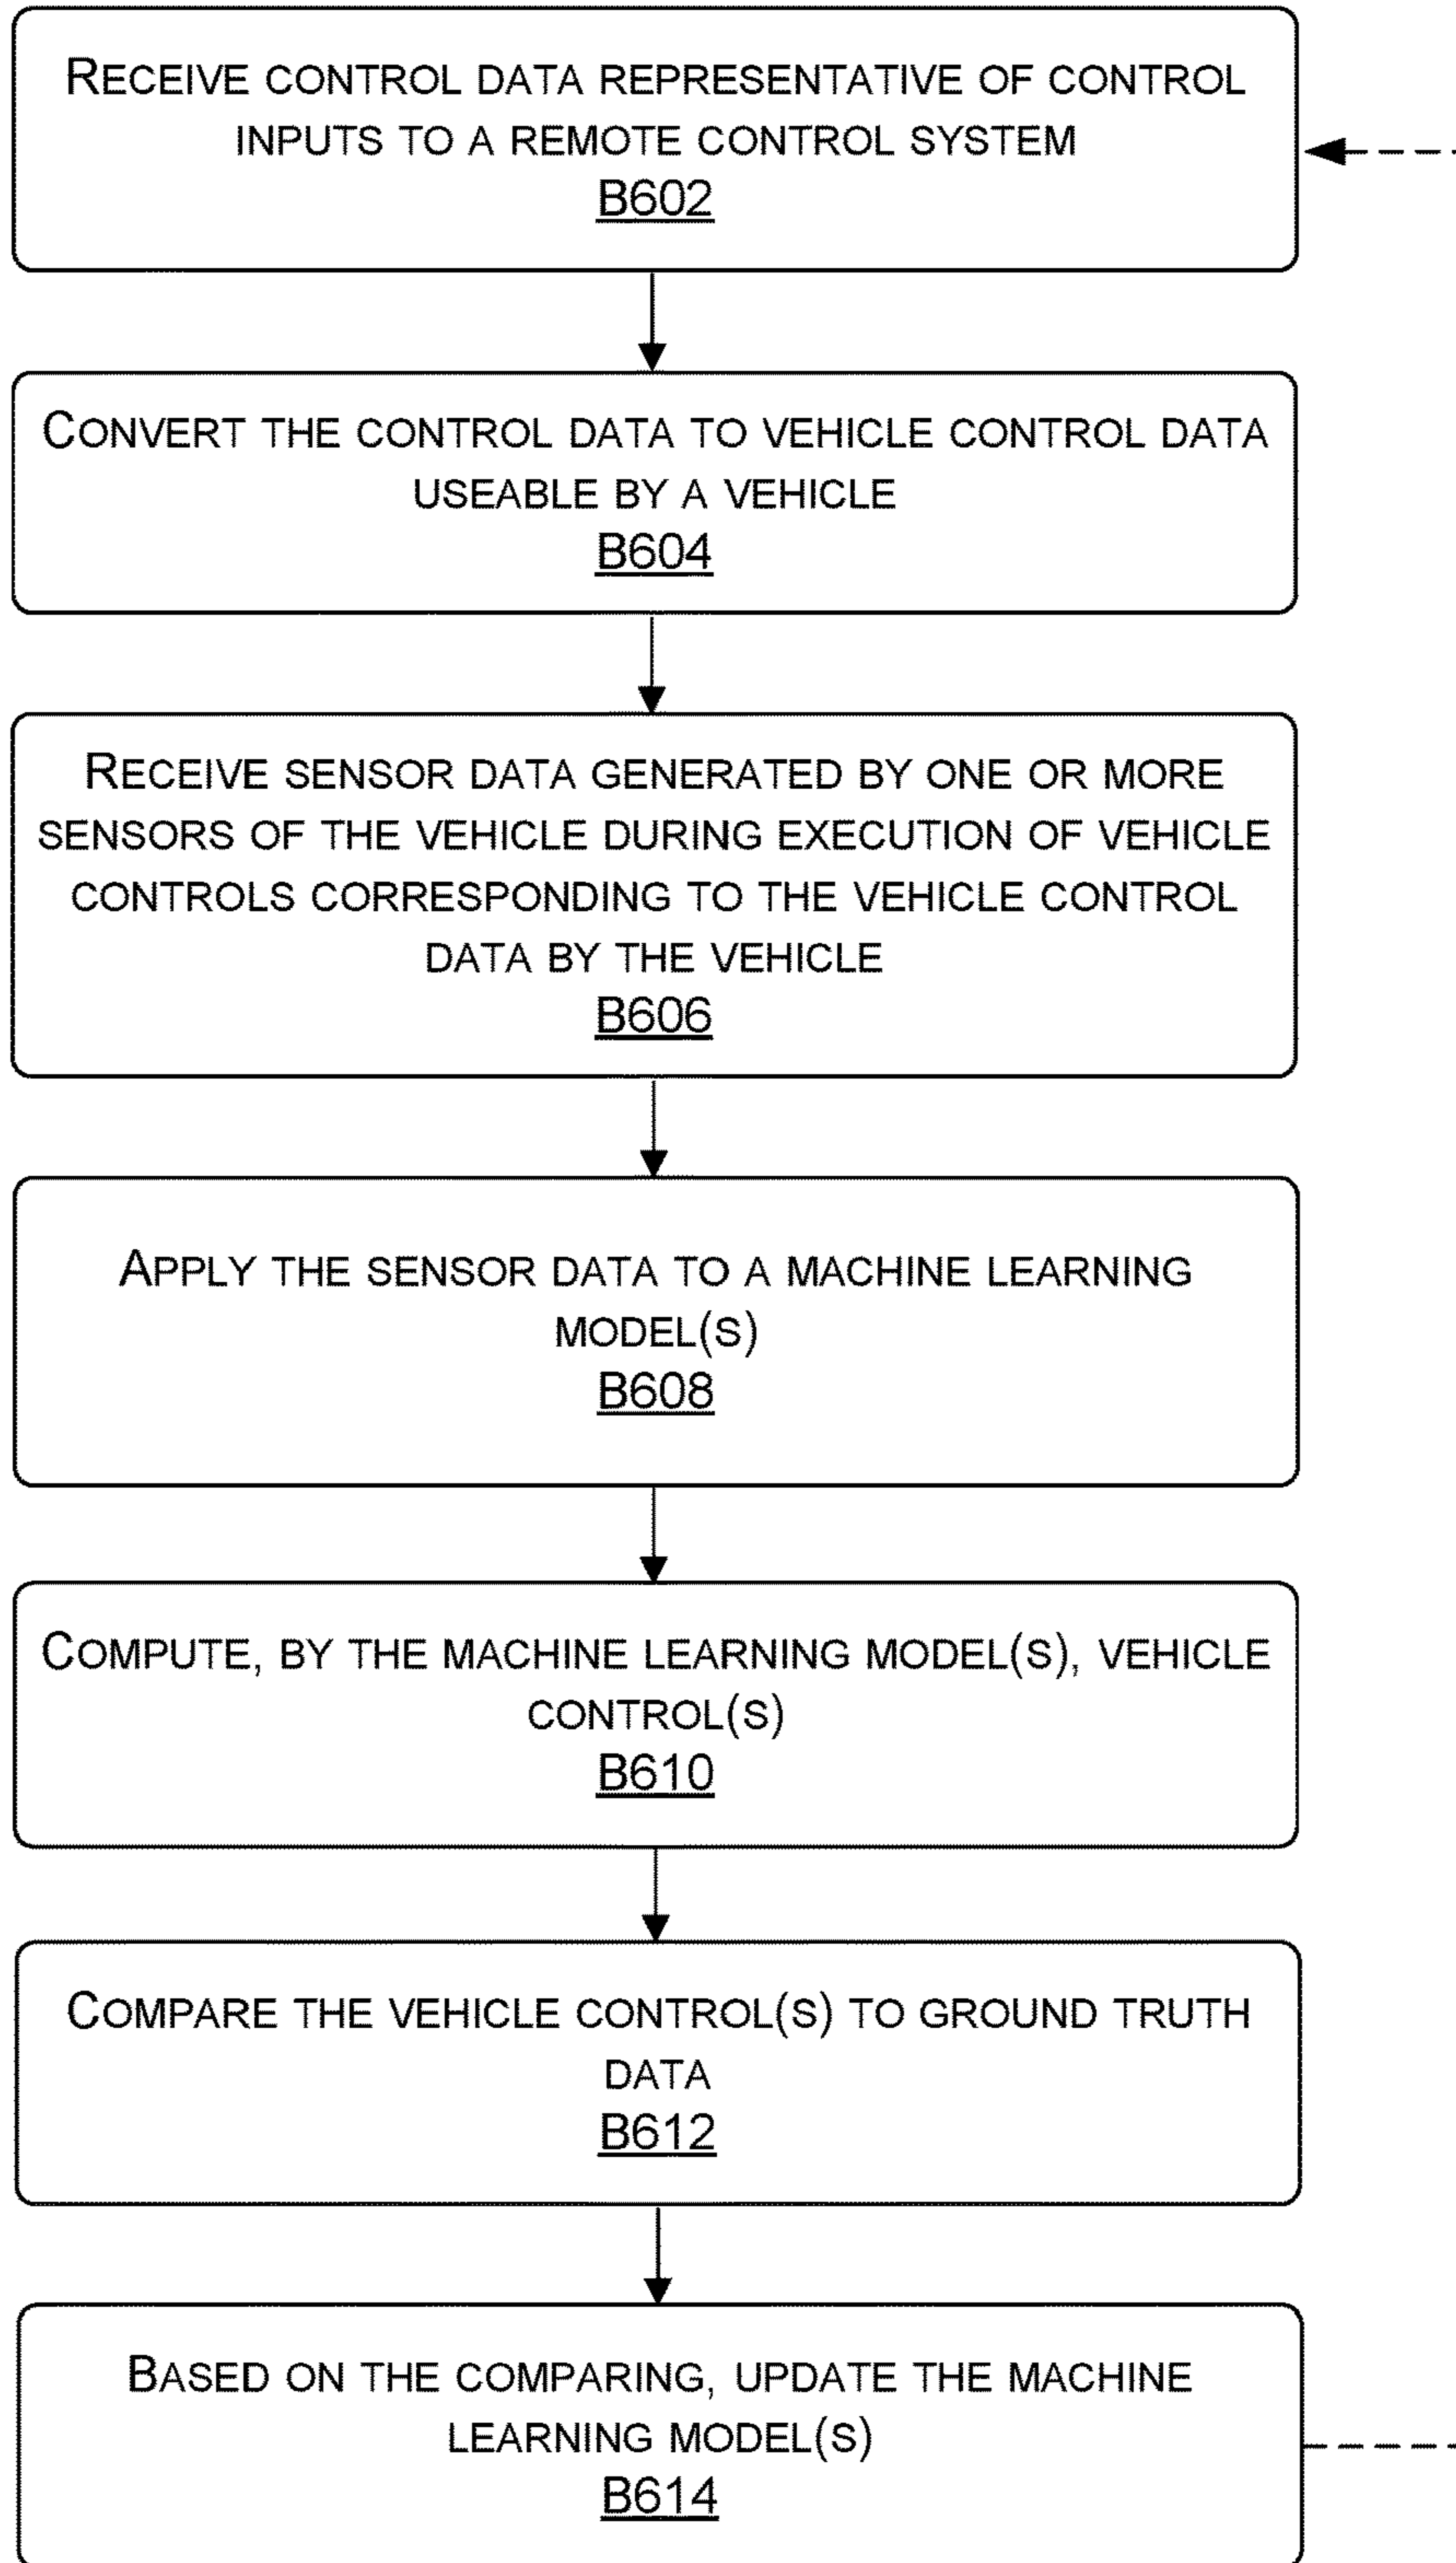 RECEIVE CONTROL DATA REPRESENTATIVE OF CONTROL
INPUTS TO A REMOTE CONTROL SYSTEM
B602
CONVERT THE CONTROL DATA TO VEHICLE CONTROL DATA
USEABLE BY A VEHICLE
B604
RECEIVE SENSOR DATA GENERATED BY ONE OR MORE
SENSORS OF THE VEHICLE DURING EXECUTION OF VEHICLE
CONTROLS CORRESPONDING TO THE VEHICLE CONTROL
DATA BY THE VEHICLE
B606
APPLY THE SENSOR DATA TO A MACHINE LEARNING
MODEL(S)
B608
COMPUTE, BY THE MACHINE LEARNING MODEL(S), VEHICLE
CONTROL(S)
B610
COMPARE THE VEHICLE CONTROL(S) TO GROUND TRUTH
DATA
B612
BASED ON THE COMPARING, UPDATE THE MACHINE
LEARNING MODEL(S)
B614